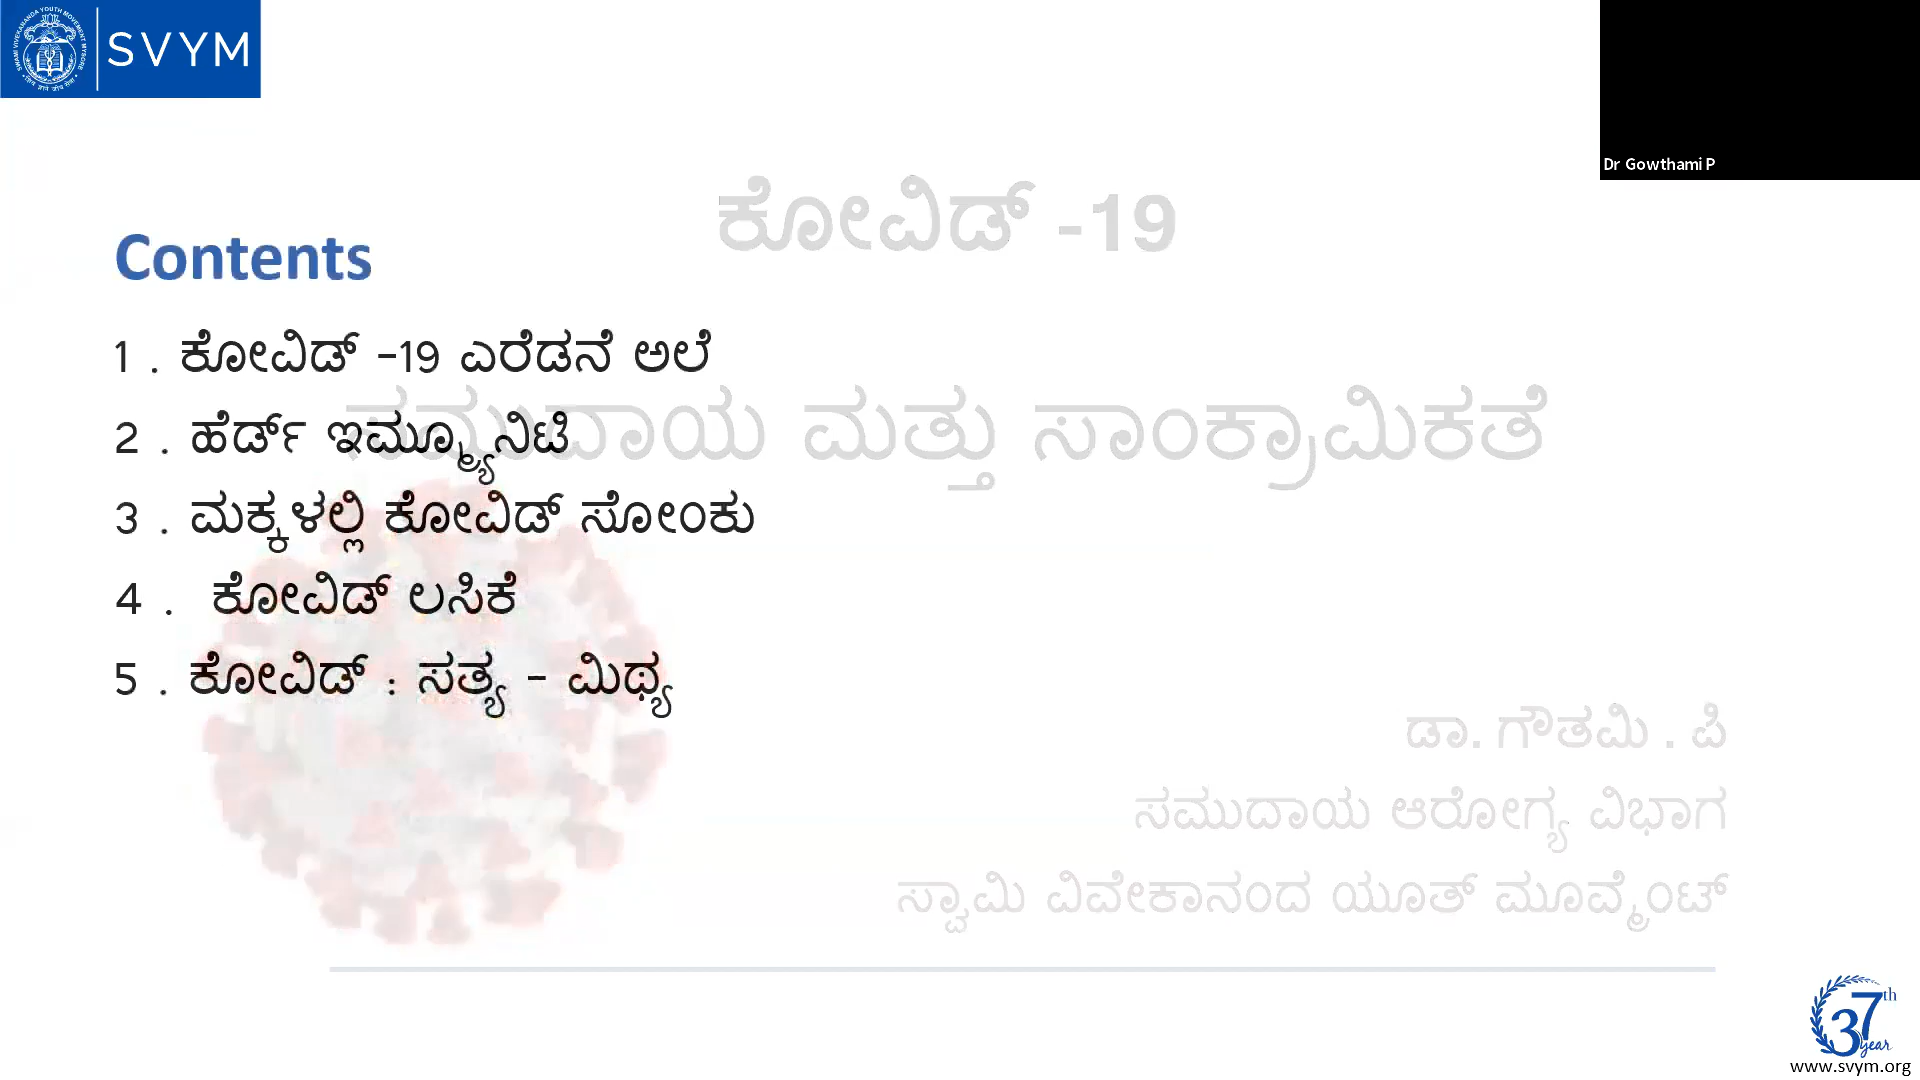 SVYM
Dr Gowthami P
ಕೋವಿಡ್ -19
Contents
1 . ಕೋವಿಡ್ -19 ಎರೆಡನೆ ಅಲೆ
ಸಮುದಾಯ ಮತ್ತು ಸಾಂಕ್ರಾಮಿಕತೆ
2 . ಹೆರ್ಡ್ ಇಮ್ಮ್ಯೂನಿಟಿ
3 . ಮಕ್ಕಳಲ್ಲಿ ಕೋವಿಡ್ ಸೋಂಕು
4 . ಕೋವಿಡ್ ಲಸಿಕೆ
5 . ಕೋವಿಡ್ : ಸತ್ಯ - ಮಿಥ್ಯ
ಡಾ. ಗೌತಮಿ . ಪಿ
ಸಮುದಾಯ ಆರೋಗ್ಯ ವಿಭಾಗ
ಸ್ವಾಮಿ ವಿವೇಕಾನಂದ ಯೂತ್ ಮೂವ್ಮೆಂಟ್
37th
year
www.svym.org